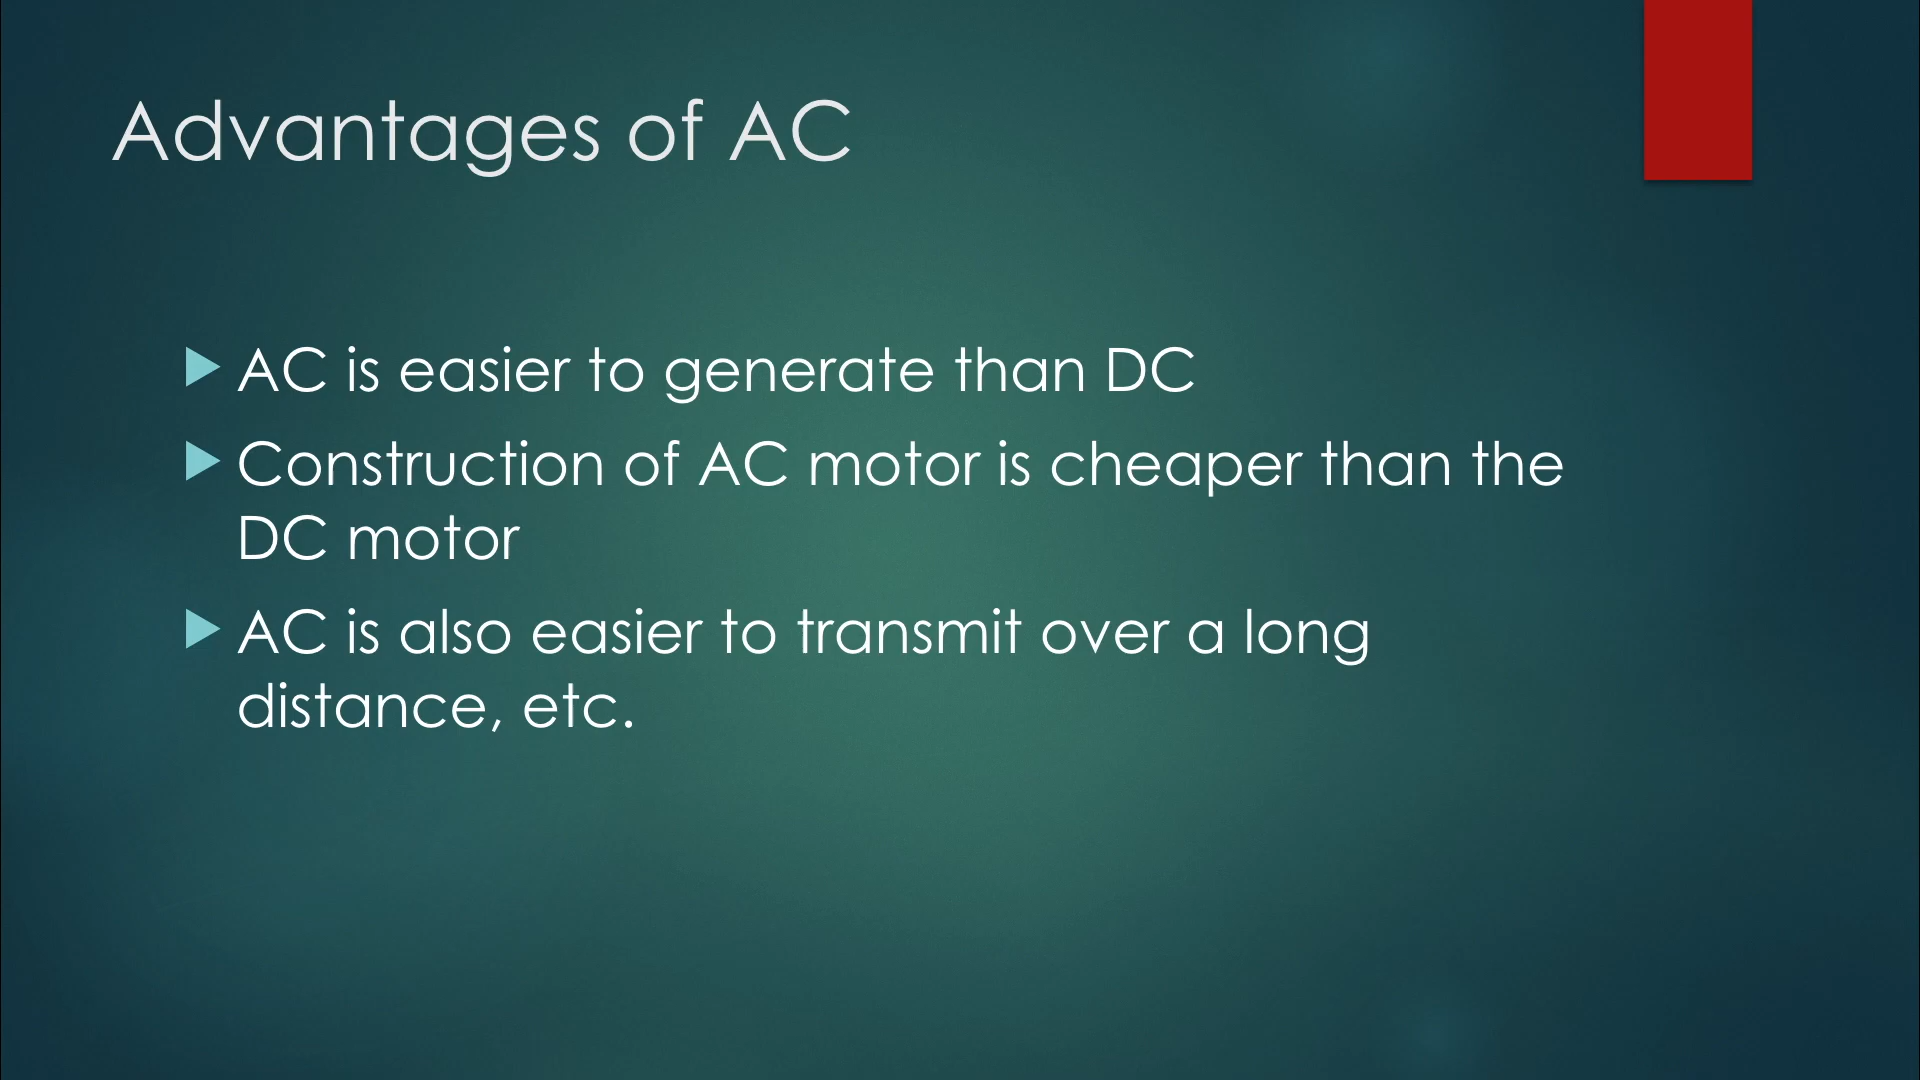 Advantages of AC
AC is easier to generate than DC
Construction of AC motor is cheaper than the
DC motor
AC is also easier to transmit over a long
distance, etc.